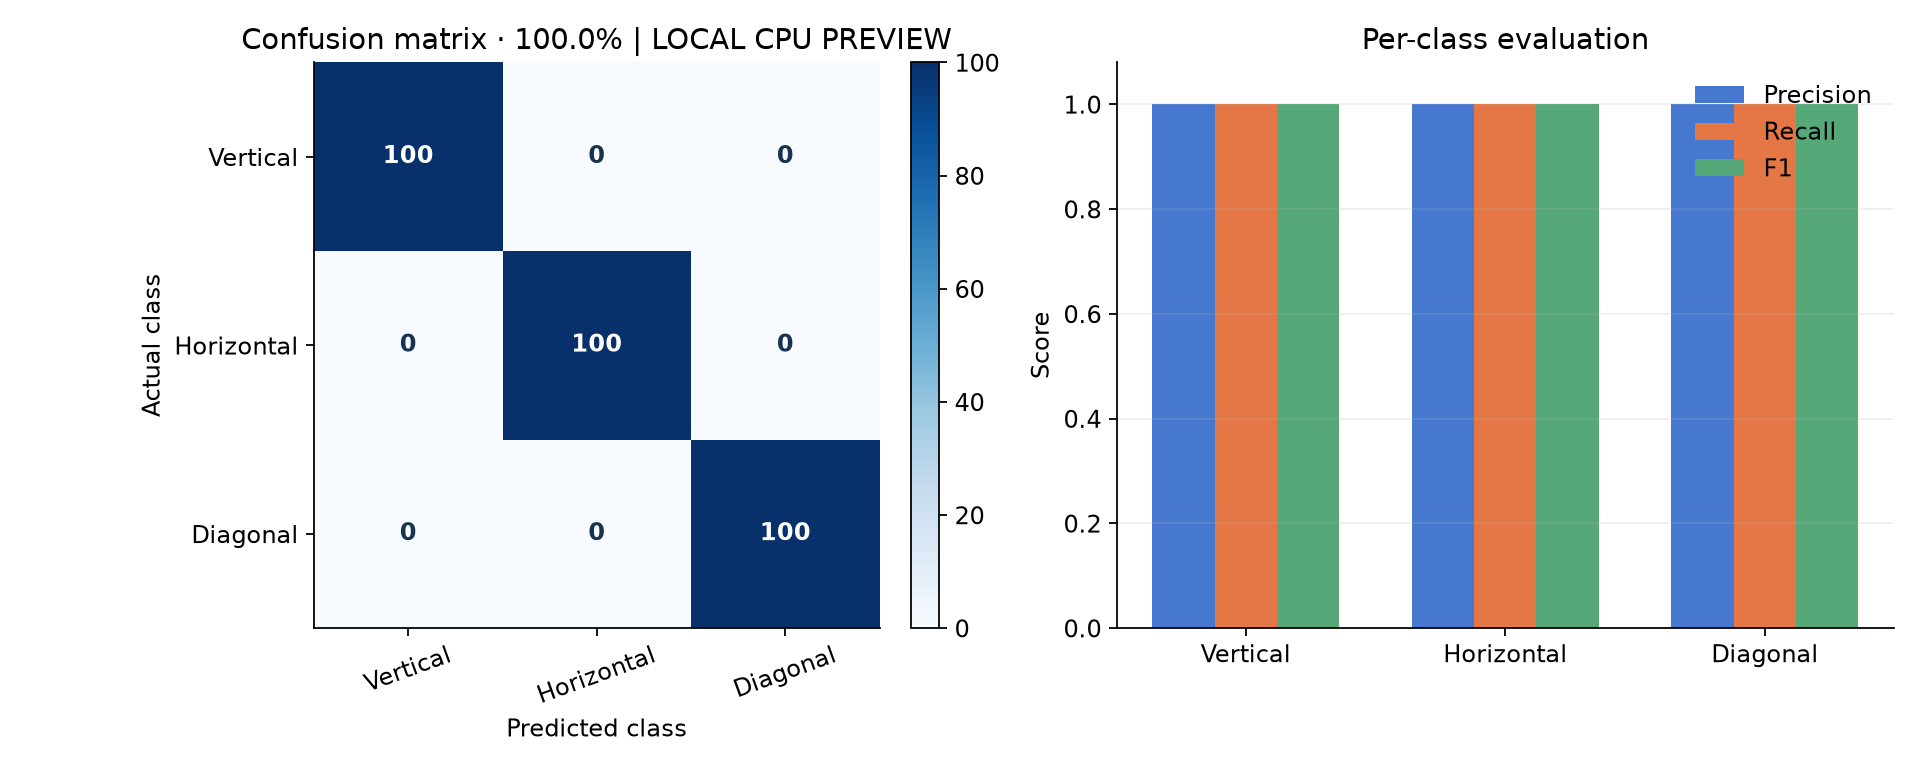 Confusion matrix · 100.0% | LOCAL CPU PREVIEW
Actual class
Vertical
Horizontal
Diagonal
100 0 0
0 100 0
0 0 100
Vertical Horizontal Diagonal
Predicted class
100
80
60
40
20
0
Per-class evaluation
Score
1.0
0.8
0.6
0.4
0.2
0.0
Precision
Recall
F1
Vertical Horizontal Diagonal